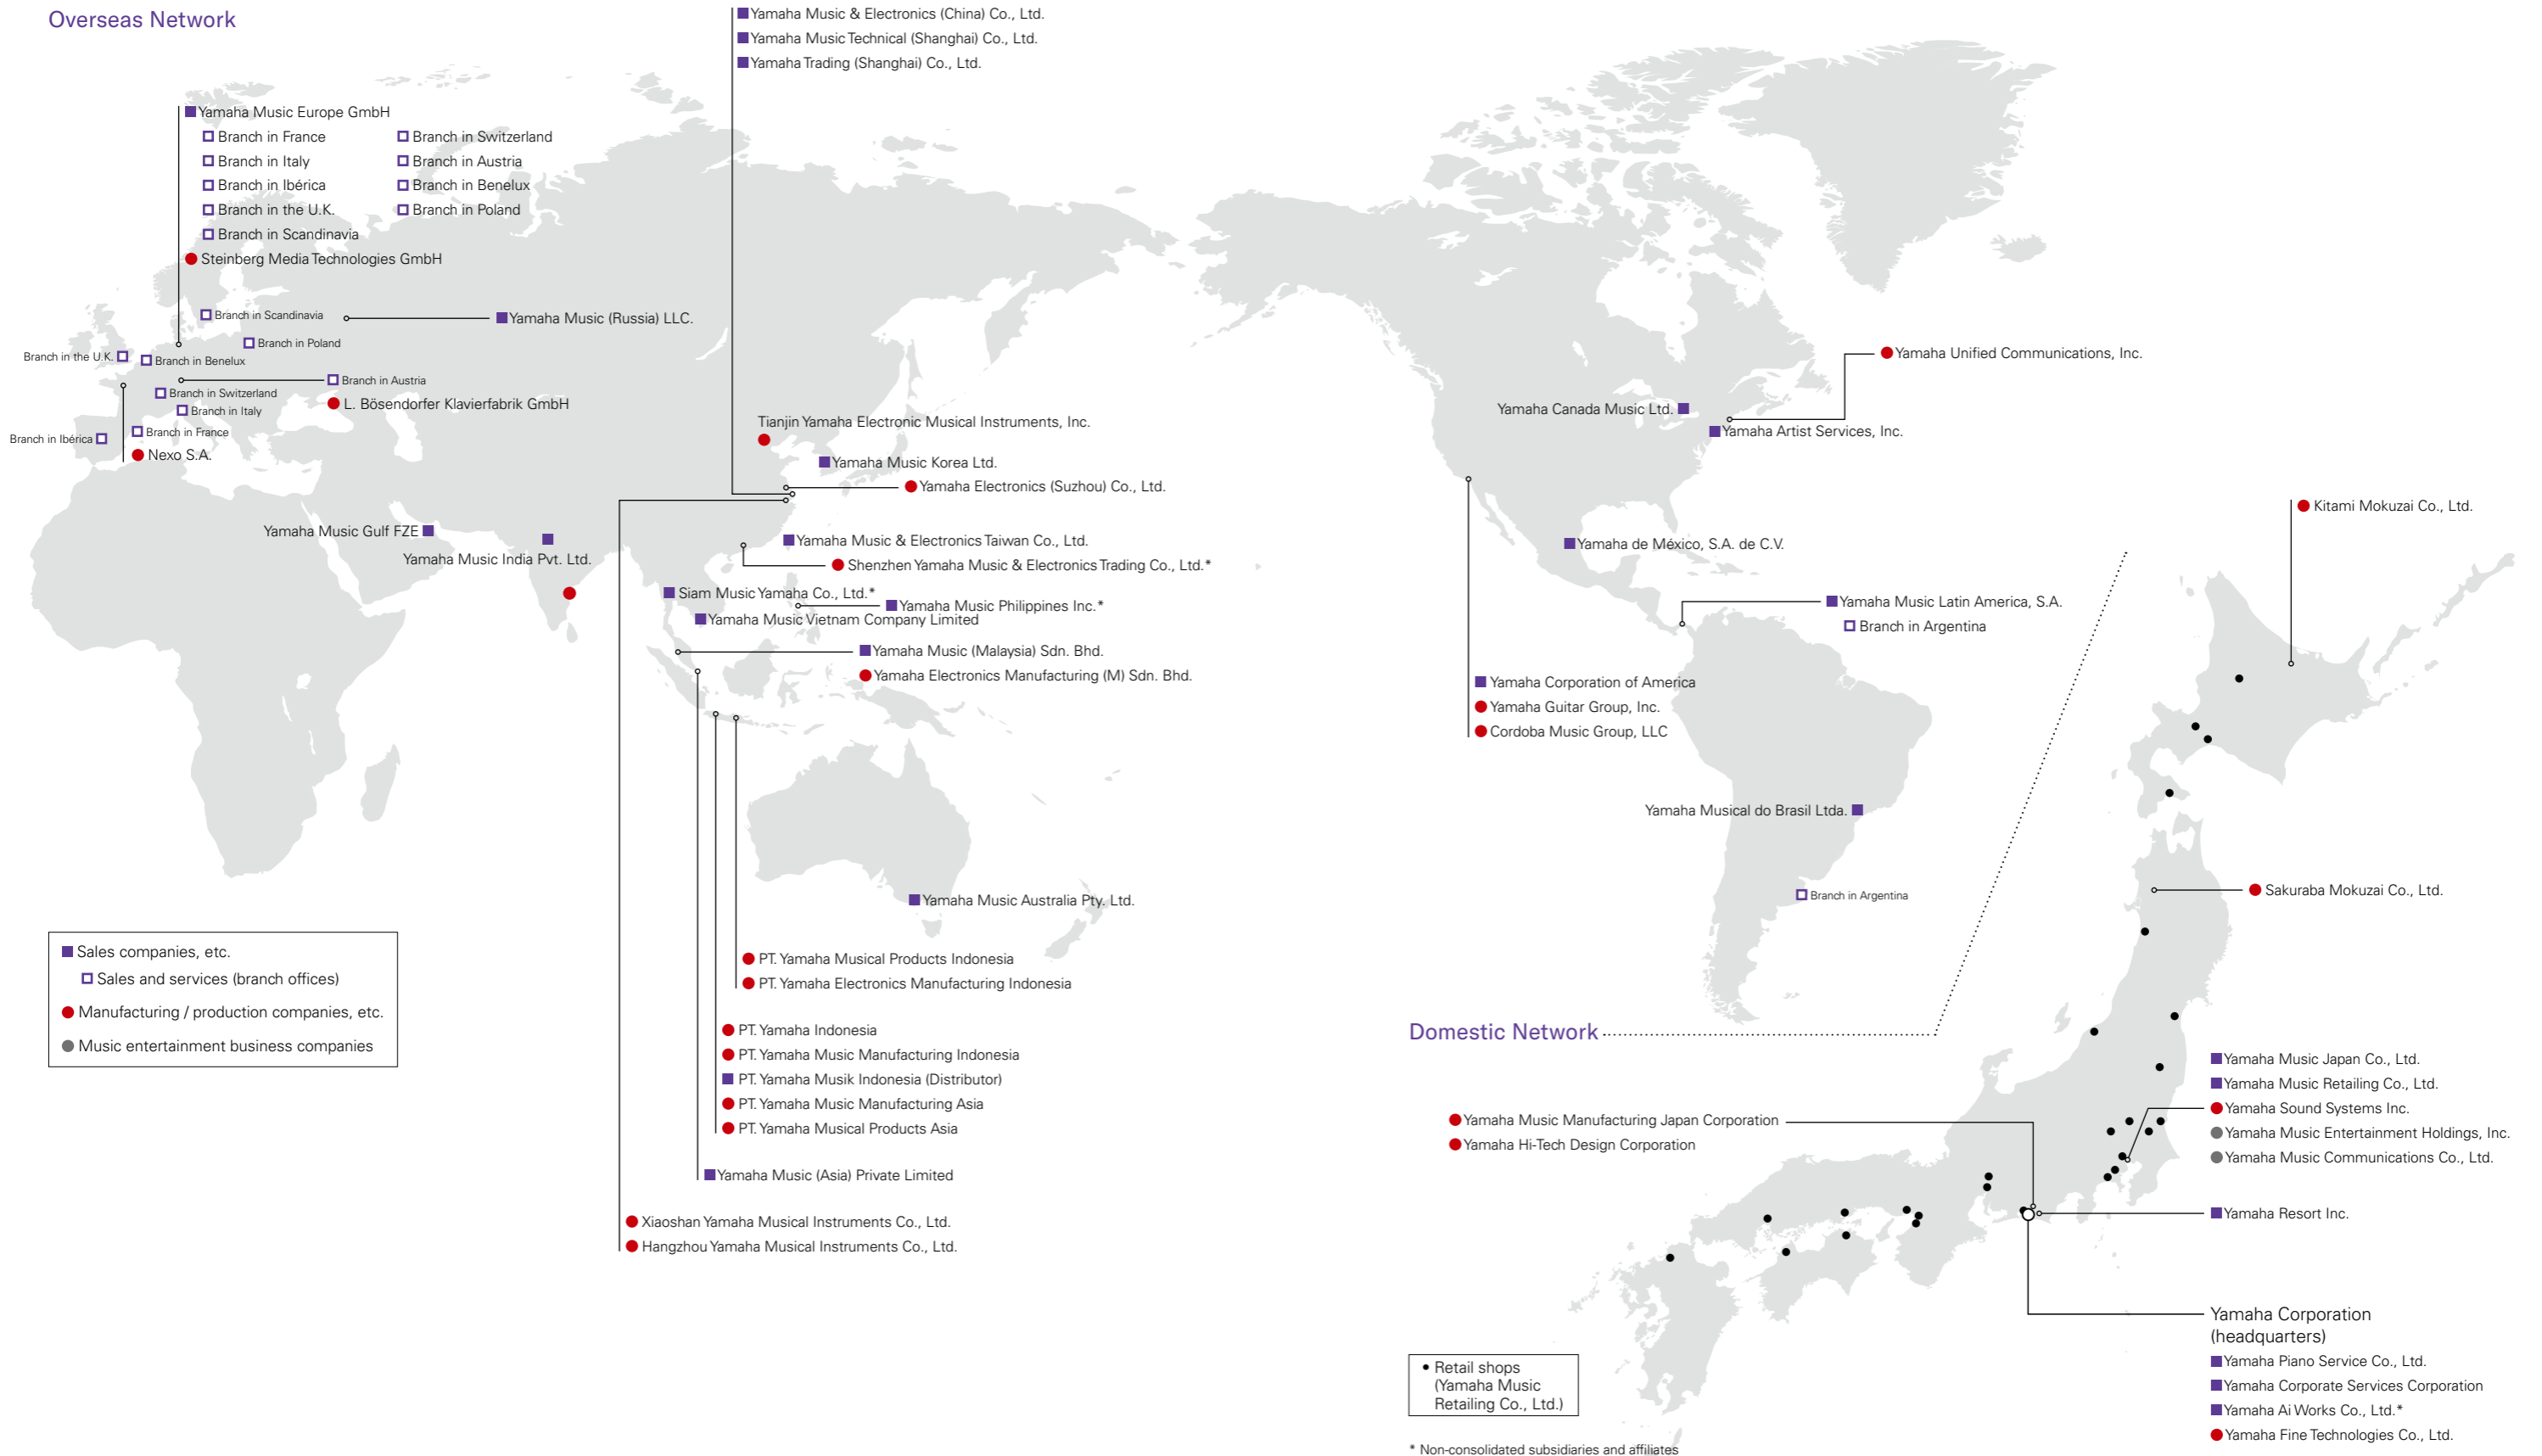 Overseas Network
Yamaha Music & Electronics (China) Co., Ltd.
Yamaha Music Technical (Shanghai) Co., Ltd.
Yamaha Trading (Shanghai) Co., Ltd.
Yamaha Music Europe GmbH
Branch in France
Branch in Italy
Branch in Ibérica
Branch in the U.K.
Branch in Scandinavia
Branch in Switzerland
Branch in Austria
Branch in Benelux
Branch in Poland
Steinberg Media Technologies GmbH
Branch in Scandinavia
Yamaha Music (Russia) LLC.
Branch in Poland
Branch in the U.K.
Branch in Benelux
Branch in Austria
Branch in Switzerland
L. Bösendorfer Klavierfabrik GmbH
Branch in Italy
Branch in France
Branch in Ibérica
Nexo S.A.
Tianjin Yamaha Electronic Musical Instruments, Inc.
Yamaha Music Korea Ltd.
Yamaha Electronics (Suzhou) Co., Ltd.
Yamaha Music Gulf FZE
Yamaha Music India Pvt. Ltd.
Yamaha Music & Electronics Taiwan Co., Ltd.
Shenzhen Yamaha Music & Electronics Trading Co., Ltd.*
Siam Music Yamaha Co., Ltd.*
Yamaha Music Philippines Inc.*
Yamaha Music Vietnam Company Limited
Yamaha Music (Malaysia) Sdn. Bhd.
Yamaha Electronics Manufacturing (M) Sdn. Bhd.
Yamaha Music Australia Pty. Ltd.
PT. Yamaha Musical Products Indonesia
PT. Yamaha Electronics Manufacturing Indonesia
PT. Yamaha Indonesia
PT. Yamaha Music Manufacturing Indonesia
PT. Yamaha Musik Indonesia (Distributor)
PT. Yamaha Music Manufacturing Asia
PT. Yamaha Musical Products Asia
Yamaha Music (Asia) Private Limited
Xiaoshan Yamaha Musical Instruments Co., Ltd.
Hangzhou Yamaha Musical Instruments Co., Ltd.
Sales companies, etc.
Sales and services (branch offices)
Manufacturing / production companies, etc.
Music entertainment business companies
Yamaha Unified Communications, Inc.
Yamaha Canada Music Ltd.
Yamaha Artist Services, Inc.
Yamaha de México, S.A. de C.V.
Yamaha Music Latin America, S.A.
Branch in Argentina
Yamaha Corporation of America
Yamaha Guitar Group, Inc.
Cordoba Music Group, LLC
Yamaha Musical do Brasil Ltda.
Branch in Argentina
Domestic Network
Kitami Mokuzai Co., Ltd.
Sakuraba Mokuzai Co., Ltd.
Yamaha Music Japan Co., Ltd.
Yamaha Music Retailing Co., Ltd.
Yamaha Sound Systems Inc.
Yamaha Music Entertainment Holdings, Inc.
Yamaha Music Communications Co., Ltd.
Yamaha Music Manufacturing Japan Corporation
Yamaha Hi-Tech Design Corporation
Yamaha Resort Inc.
Yamaha Corporation
(headquarters)
Yamaha Piano Service Co., Ltd.
Yamaha Corporate Services Corporation
Yamaha Ai Works Co., Ltd.*
Yamaha Fine Technologies Co., Ltd.
• Retail shops
(Yamaha Music
Retailing Co., Ltd.)
* Non-consolidated subsidiaries and affiliates